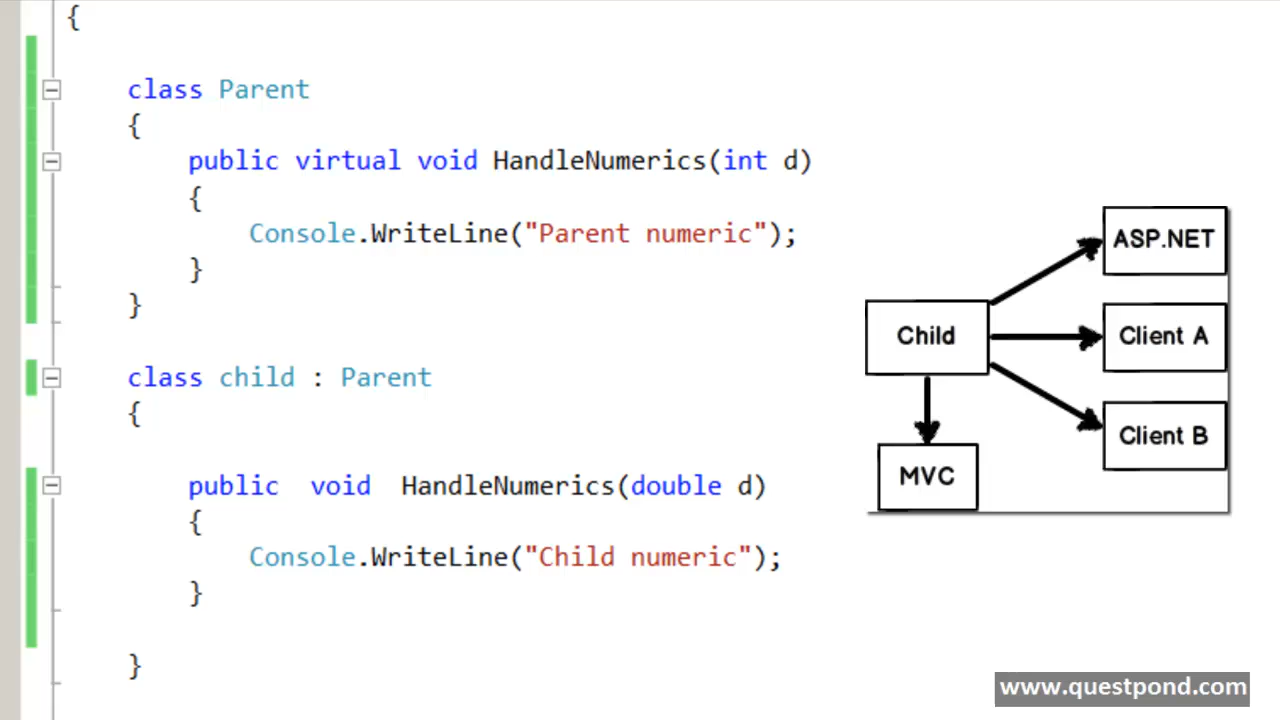 {
class Parent
{
public virtual void HandleNumerics(int d)
{
Console.WriteLine("Parent numeric");
}
}
class child : Parent
{
public  void  HandleNumerics(double d)
{
Console.WriteLine("Child numeric");
}
}
ASP.NET
Child
Client A
Client B
MVC
www.questpond.com